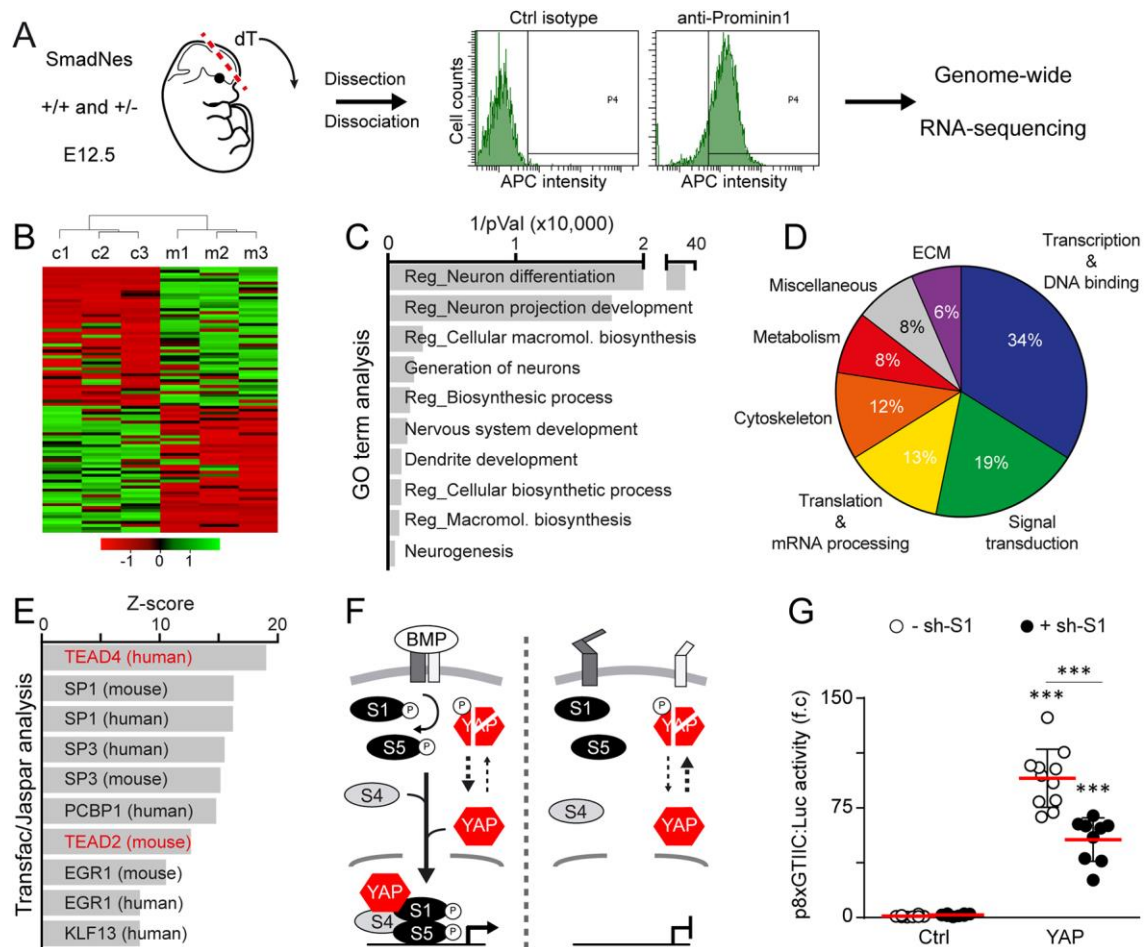 A
SmadNes
+/+ and +/-
E12.5
dT
Dissection
Dissociation
Ctrl isotype
anti-Prominin1
Cell counts
P4
P4
APC intensity
APC intensity
Genome-wide
RNA-sequencing
B
c1 c2 c3 m1 m2 m3
-1 0 1
C
1/pVal (x10,000)
0 1 2 40
GO term analysis
Reg_Neuron differentiation
Reg_Neuron projection development
Reg_Cellular macromol. biosynthesis
Generation of neurons
Reg_Biosynthesic process
Nervous system development
Dendrite development
Reg_Cellular biosynthetic process
Reg_Macromol. biosynthesis
Neurogenesis
D
ECM
Transcription
&
DNA binding
Miscellaneous
Metabolism
Cytoskeleton
Translation
&
mRNA processing
Signal
transduction
6%
34%
8%
8%
12%
13%
19%
E
Z-score
0 10 20
Transfac/Jaspar analysis
TEAD4 (human)
SP1 (mouse)
SP1 (human)
SP3 (human)
SP3 (mouse)
PCBP1 (human)
TEAD2 (mouse)
EGR1 (mouse)
EGR1 (human)
KLF13 (human)
F
BMP
S1 P
P YAP
S5 P
S4
YAP
YAP
S1 P
S4
S5 P
S1
P YAP
S5
S4
YAP
G
- sh-S1
+ sh-S1
p8xGTIIC:Luc activity (f.c)
150
75
0
***
***
***
Ctrl
YAP